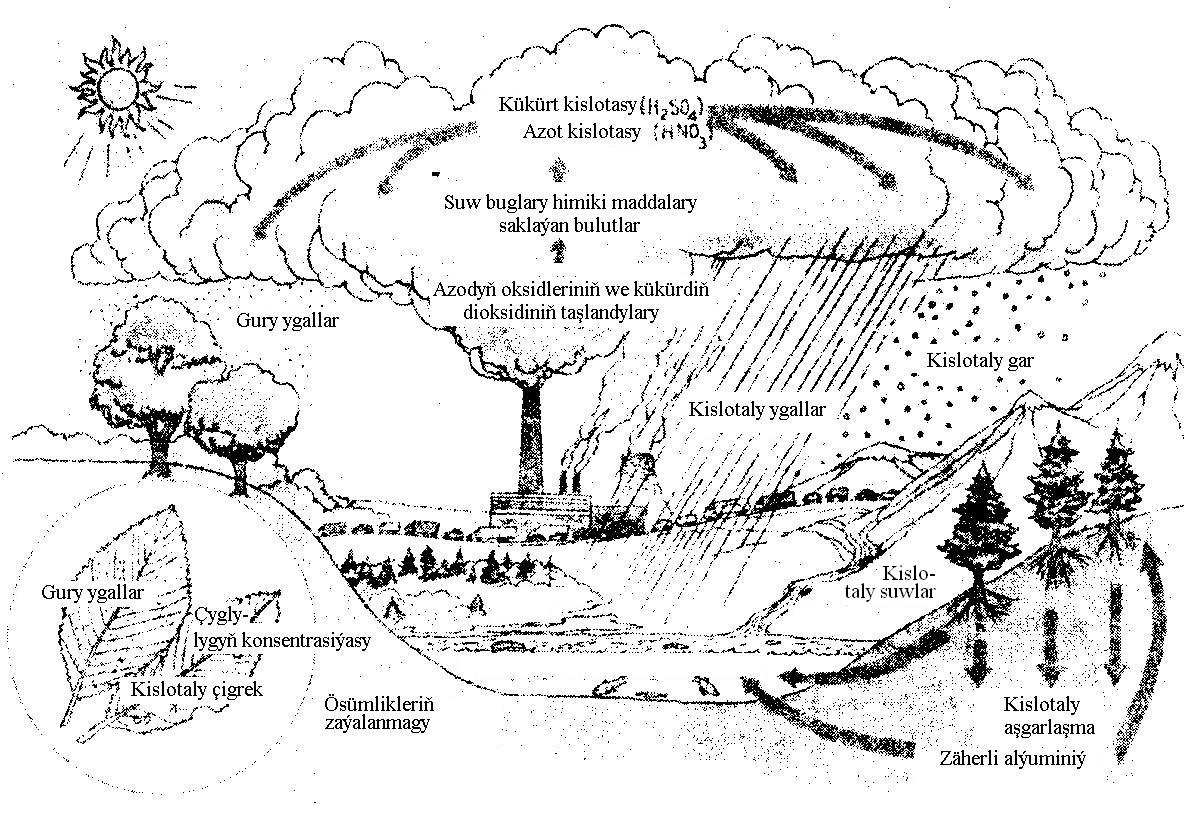 Kükürt kislotasy (H₂SO₄)
Azot kislotasy (HNO₃)
Suw buglary himiki maddalary
saklaýan bulutlar
Azodyň oksidleriniň we kükürdiň
dioksidiniň taşlandylary
Gury ygallar
Kislotaly gar
Kislotaly ygallar
Kislo-
taly suwlar
Gury ygallar
Çygly-
lygyň konsentrasiýasy
Kislotaly çigrek
Ösümlikleriň
zaýalanmagy
Kislotaly
aşgarlaşma
Zäherli alýuminiý